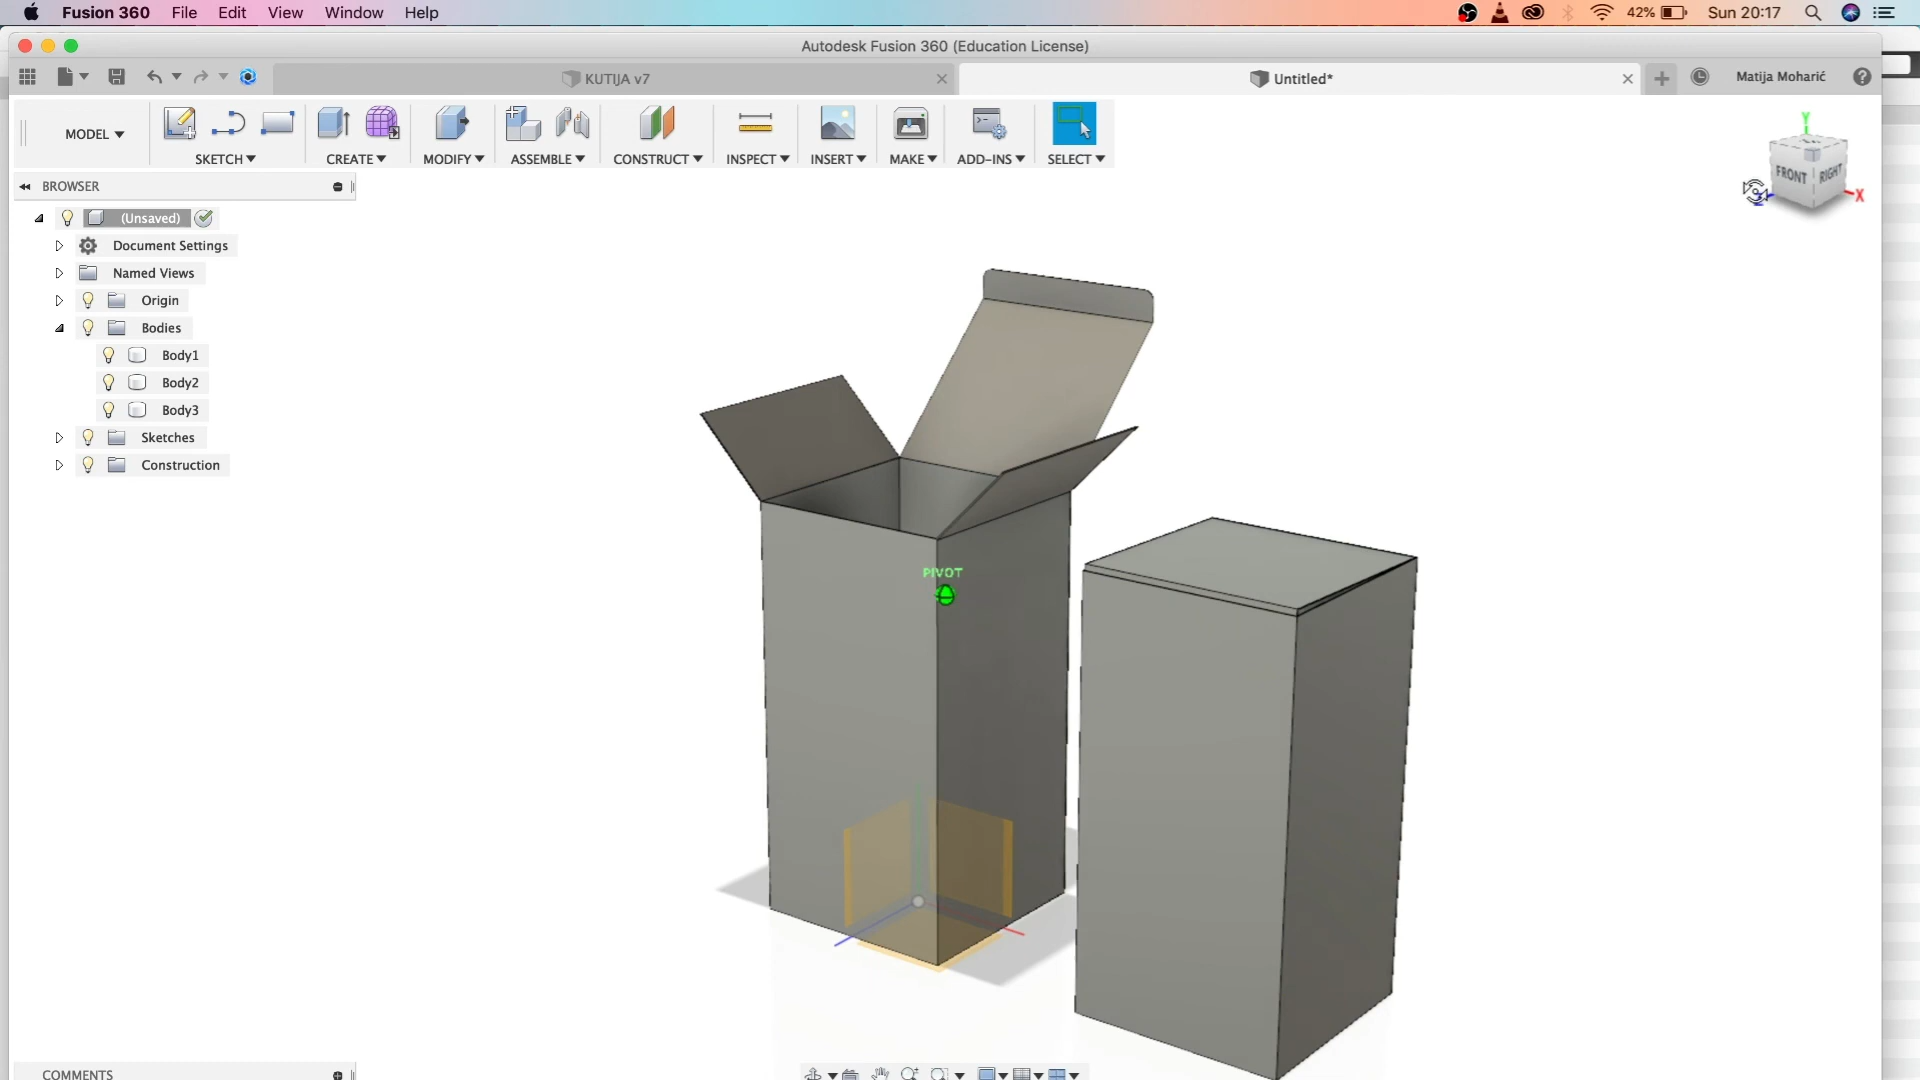 Fusion 360 File Edit View Window Help 42% Sun 20:17
Autodesk Fusion 360 (Education License)
KUTIJA v7 Untitled* Matija Moharić
MODEL SKETCH CREATE MODIFY ASSEMBLE CONSTRUCT INSPECT INSERT MAKE ADD-INS SELECT
BROWSER
(Unsaved)
Document Settings
Named Views
Origin
Bodies
Body1
Body2
Body3
Sketches
Construction
Y
FRONT RIGHT
X
PIVOT
COMMENTS